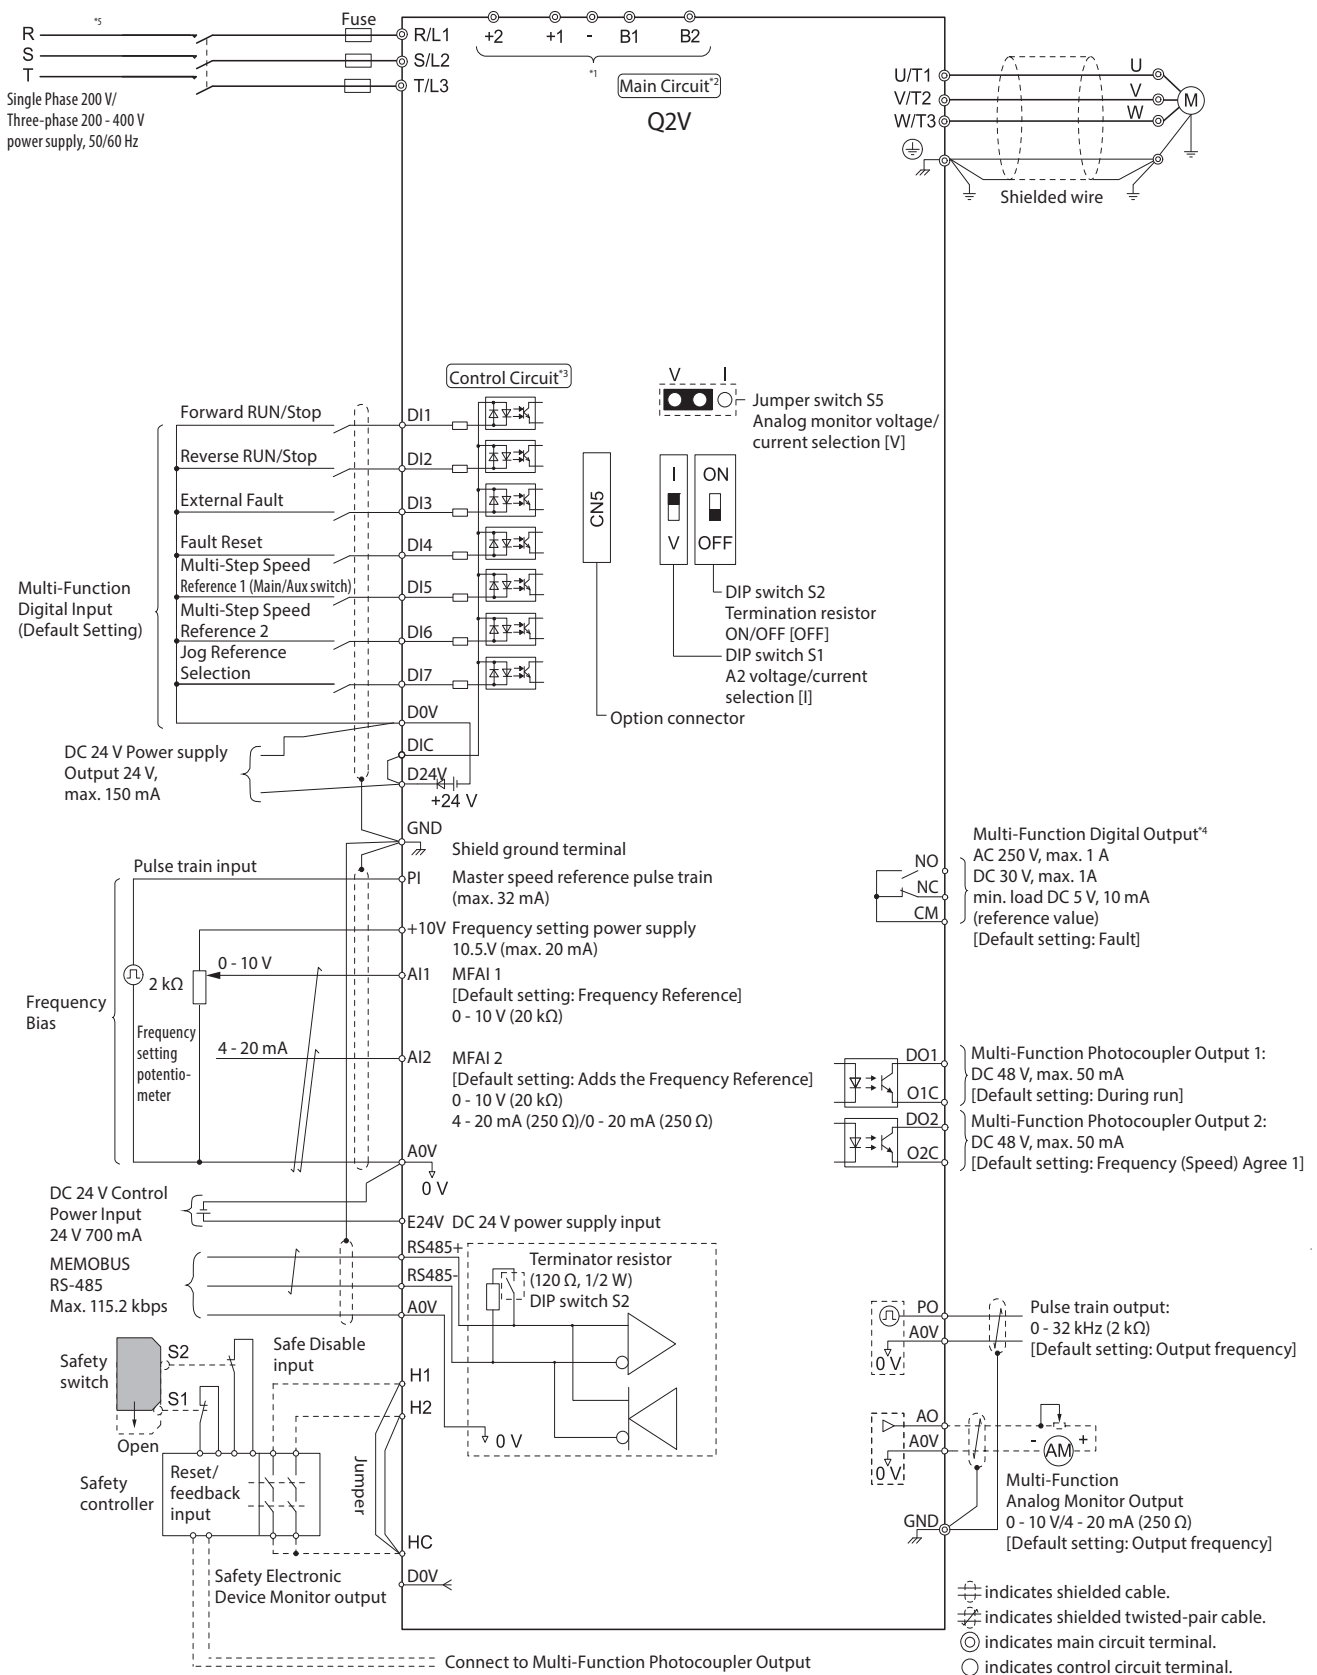 R
*5
Fuse
R/L1
+2
+1
-
B1
B2
S
S/L2
T
T/L3
*1
Main Circuit*2
Q2V
Single Phase 200 V/
Three-phase 200 - 400 V
power supply, 50/60 Hz
U/T1
U
V/T2
V
M
W/T3
W
Shielded wire
Control Circuit*3
V
I
Jumper switch S5
Analog monitor voltage/
current selection [V]
Forward RUN/Stop
DI1
Reverse RUN/Stop
DI2
External Fault
DI3
Fault Reset
DI4
Multi-Step Speed
Reference 1 (Main/Aux switch)
DI5
Multi-Step Speed
Reference 2
DI6
Jog Reference
Selection
DI7
Multi-Function
Digital Input
(Default Setting)
CN5
I
V
ON
OFF
DIP switch S2
Termination resistor
ON/OFF [OFF]
DIP switch S1
A2 voltage/current
selection [I]
Option connector
D0V
DIC
D24V
+24 V
DC 24 V Power supply
Output 24 V,
max. 150 mA
GND
Shield ground terminal
Pulse train input
PI
Master speed reference pulse train
(max. 32 mA)
+10V
Frequency setting power supply
10.5.V (max. 20 mA)
0 - 10 V
AI1
MFAI 1
[Default setting: Frequency Reference]
0 - 10 V (20 kΩ)
2 kΩ
Frequency
Bias
Frequency
setting
potentio-
meter
4 - 20 mA
AI2
MFAI 2
[Default setting: Adds the Frequency Reference]
0 - 10 V (20 kΩ)
4 - 20 mA (250 Ω)/0 - 20 mA (250 Ω)
A0V
0 V
NO
NC
CM
Multi-Function Digital Output*4
AC 250 V, max. 1 A
DC 30 V, max. 1A
min. load DC 5 V, 10 mA
(reference value)
[Default setting: Fault]
DO1
O1C
Multi-Function Photocoupler Output 1:
DC 48 V, max. 50 mA
[Default setting: During run]
DO2
O2C
Multi-Function Photocoupler Output 2:
DC 48 V, max. 50 mA
[Default setting: Frequency (Speed) Agree 1]
DC 24 V Control
Power Input
24 V 700 mA
E24V
DC 24 V power supply input
MEMOBUS
RS-485
Max. 115.2 kbps
RS485+
RS485-
A0V
Terminator resistor
(120 Ω, 1/2 W)
DIP switch S2
0 V
PO
A0V
0 V
Pulse train output:
0 - 32 kHz (2 kΩ)
[Default setting: Output frequency]
Safety
switch
S2
S1
Open
Safe Disable
input
H1
H2
Jumper
Safety
controller
Reset/
feedback
input
HC
D0V
Safety Electronic
Device Monitor output
AO
A0V
0 V
-
+
AM
Multi-Function
Analog Monitor Output
0 - 10 V/4 - 20 mA (250 Ω)
[Default setting: Output frequency]
GND
Connect to Multi-Function Photocoupler Output
indicates shielded cable.
indicates shielded twisted-pair cable.
indicates main circuit terminal.
indicates control circuit terminal.